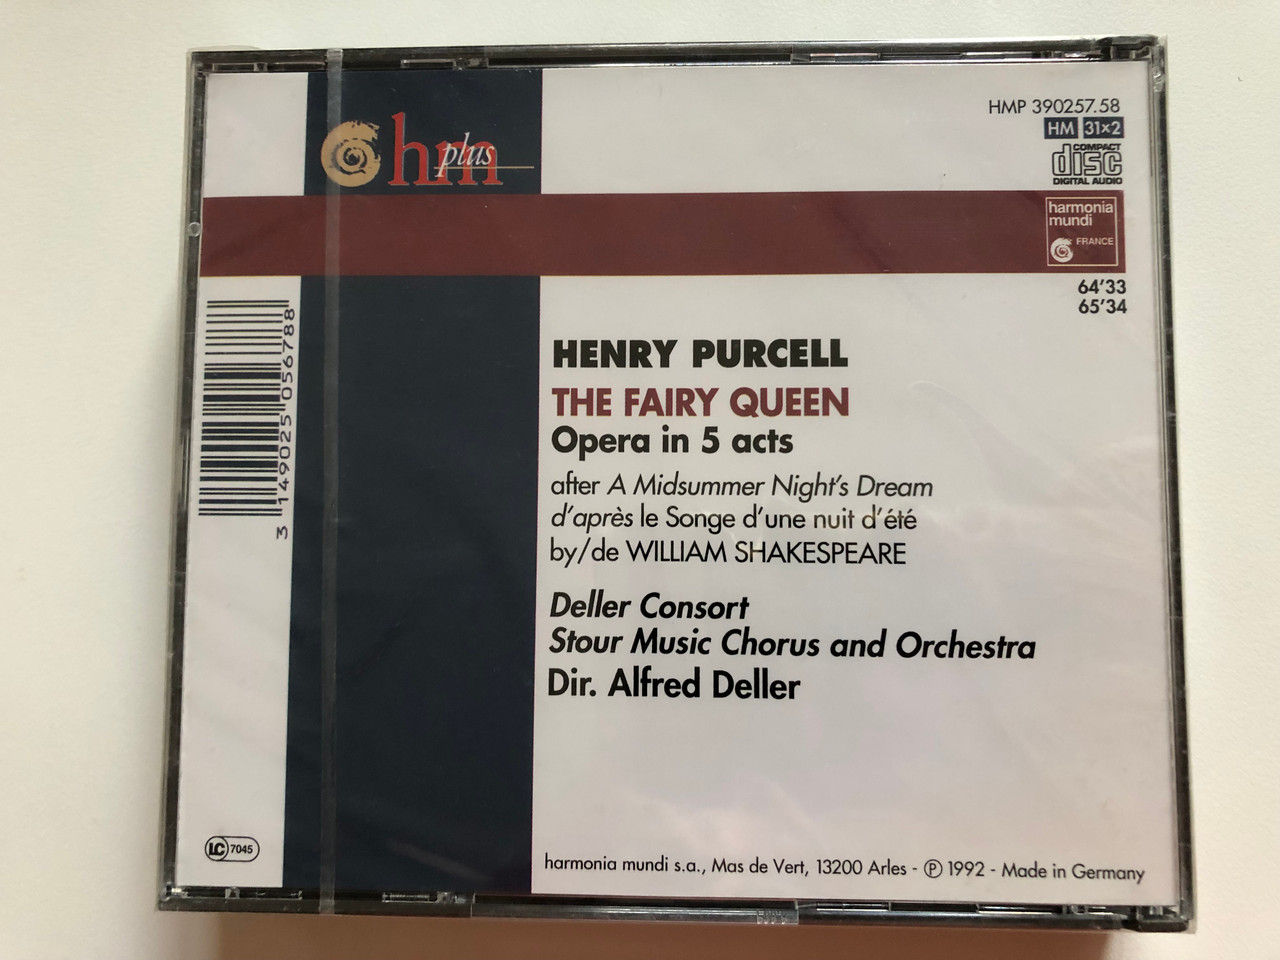 hm plus
HMP 390257.58
HM 31×2
COMPACT
disc
DIGITAL AUDIO
harmonia
mundi
FRANCE
64'33
65'34
3 149025 056788
HENRY PURCELL
THE FAIRY QUEEN
Opera in 5 acts
after A Midsummer Night's Dream
d'après le Songe d'une nuit d'été
by/de WILLIAM SHAKESPEARE
Deller Consort
Stour Music Chorus and Orchestra
Dir. Alfred Deller
LC 7045
harmonia mundi s.a., Mas de Vert, 13200 Arles - ℗ 1992 - Made in Germany